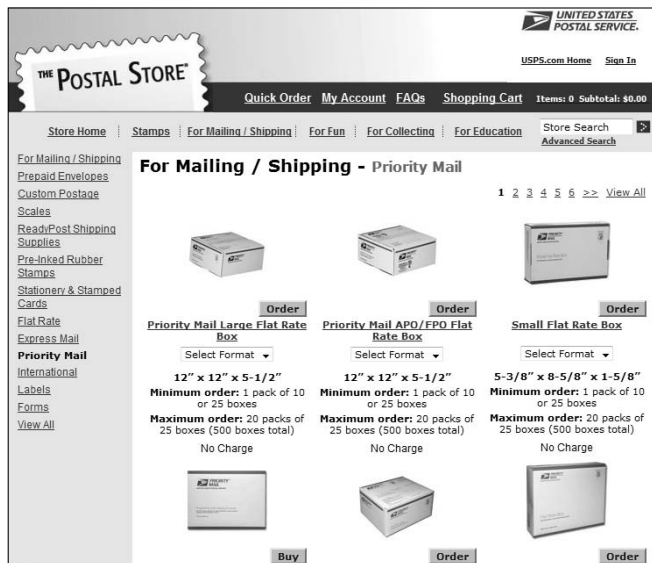 UNITED STATES
POSTAL SERVICE®
USPS.com Home Sign In
THE POSTAL STORE®
Quick Order My Account FAQs Shopping Cart Items: 0 Subtotal: $0.00
Store Home Stamps For Mailing / Shipping For Fun For Collecting For Education Store Search
Advanced Search
For Mailing / Shipping
Prepaid Envelopes
Custom Postage
Scales
ReadyPost Shipping
Supplies
Pre-Inked Rubber
Stamps
Stationery & Stamped
Cards
Flat Rate
Express Mail
Priority Mail
International
Labels
Forms
View All
For Mailing / Shipping - Priority Mail
1 2 3 4 5 6 >> View All
Order
Priority Mail Large Flat Rate
Box
Select Format
12" x 12" x 5-1/2"
Minimum order: 1 pack of 10
or 25 boxes
Maximum order: 20 packs of
25 boxes (500 boxes total)
No Charge
Order
Priority Mail APO/FPO Flat
Rate Box
Select Format
12" x 12" x 5-1/2"
Minimum order: 1 pack of 10
or 25 boxes
Maximum order: 20 packs of
25 boxes (500 boxes total)
No Charge
Order
Small Flat Rate Box
Select Format
5-3/8" x 8-5/8" x 1-5/8"
Minimum order: 1 pack of 10
or 25 boxes
Maximum order: 20 packs of
25 boxes (500 boxes total)
No Charge
PRIORITY
MAIL
Buy
Order
Order